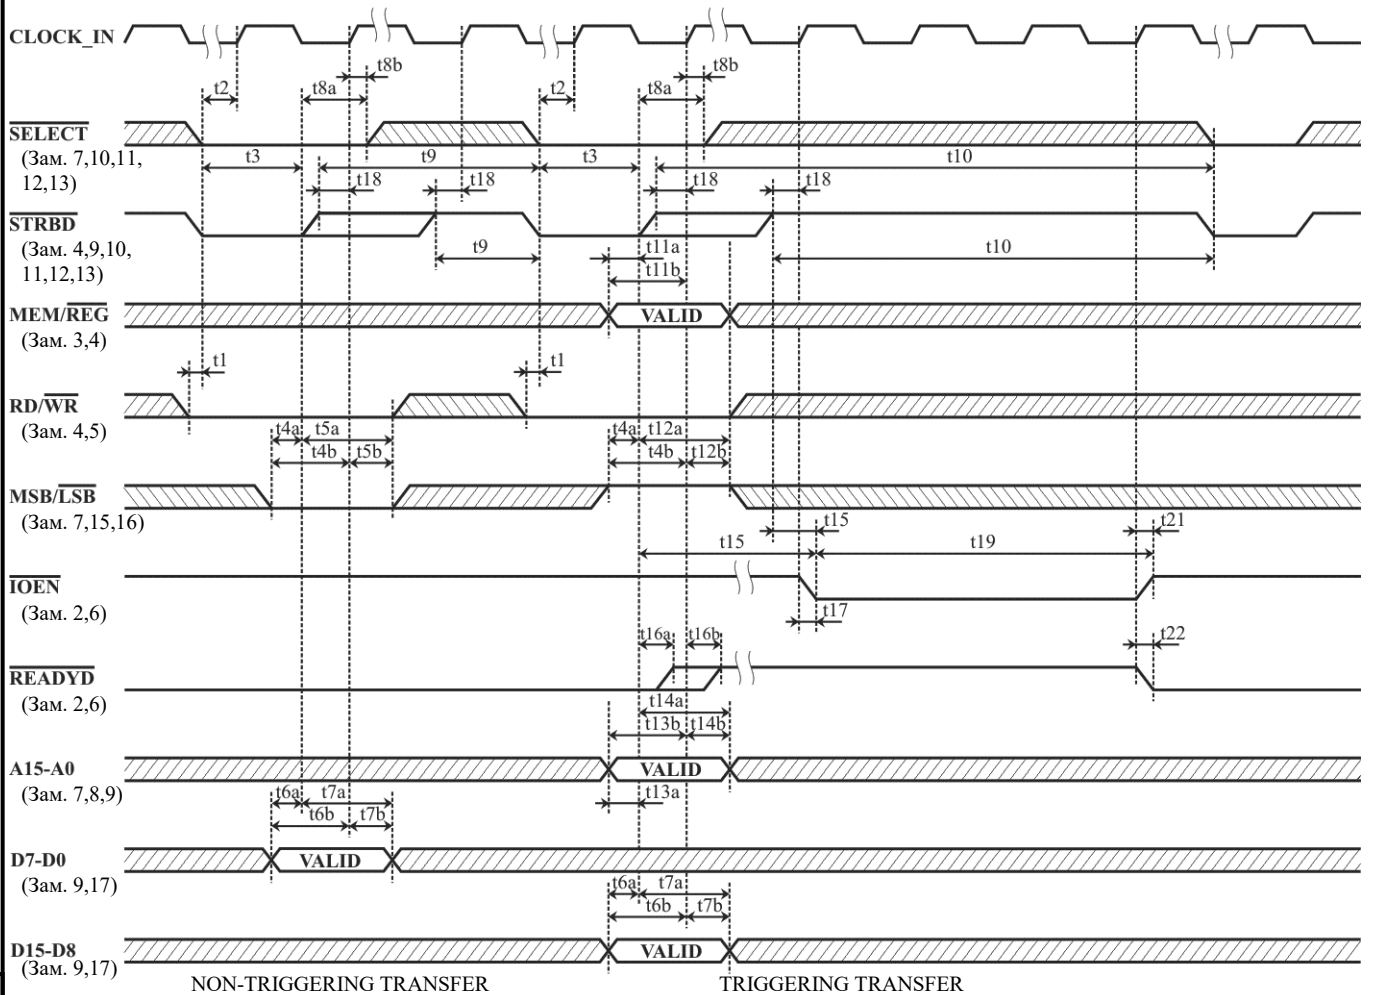 CLOCK_IN
t8b
t8b
t2
t8a
t2
t8a
SELECT
(Зам. 7,10,11,
12,13)
t3
t9
t3
t10
t18
t18
t18
t18
STRBD
(Зам. 4,9,10,
11,12,13)
t9
t11a
t10
t11b
MEM/REG
VALID
(Зам. 3,4)
t1
t1
RD/WR
(Зам. 4,5)
t4a
t5a
t4a
t12a
t4b
t5b
t4b
t12b
MSB/LSB
(Зам. 7,15,16)
t15
t21
t15
t19
IOEN
(Зам. 2,6)
t17
t16a
t16b
t22
READYD
(Зам. 2,6)
t14a
t13b
t14b
A15-A0
VALID
(Зам. 7,8,9)
t6a
t7a
t13a
t6b
t7b
D7-D0
VALID
(Зам. 9,17)
t6a
t7a
t6b
t7b
D15-D8
VALID
(Зам. 9,17)
NON-TRIGGERING TRANSFER
TRIGGERING TRANSFER